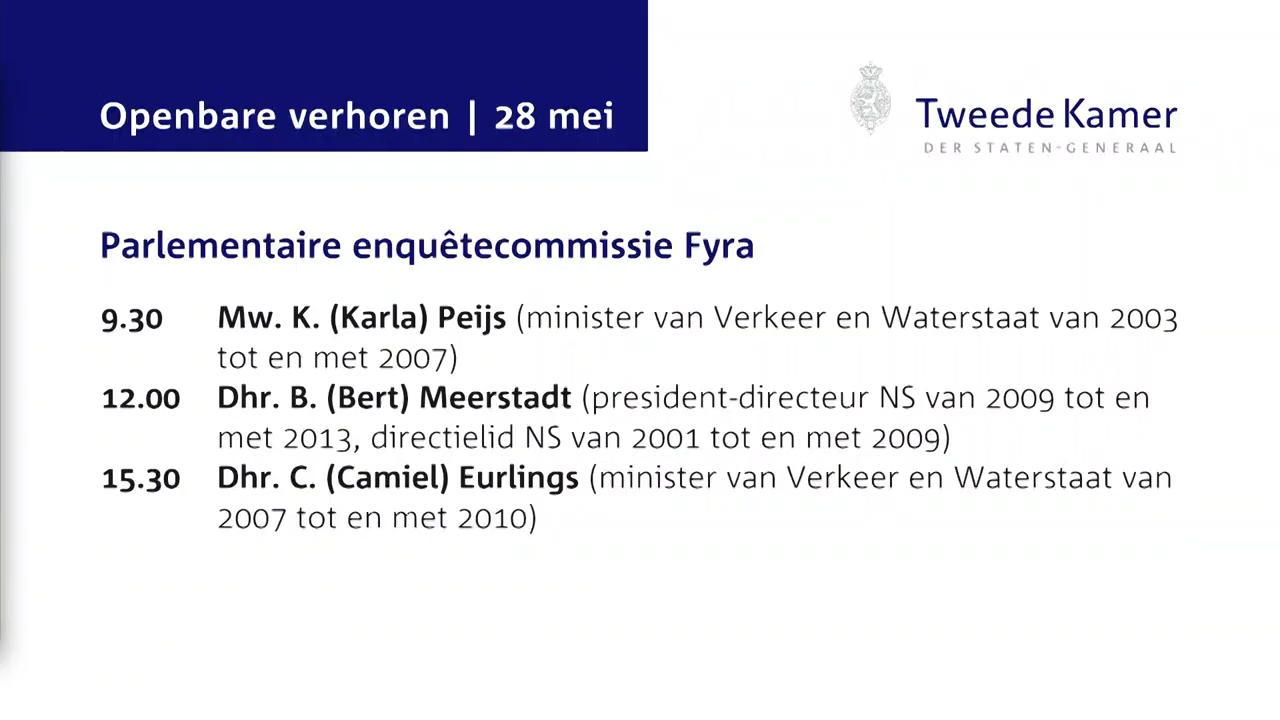 Openbare verhoren | 28 mei
Tweede Kamer
DER STATEN-GENERAAL
Parlementaire enquêtecommissie Fyra
9.30 Mw. K. (Karla) Peijs (minister van Verkeer en Waterstaat van 2003
tot en met 2007)
12.00 Dhr. B. (Bert) Meerstadt (president-directeur NS van 2009 tot en
met 2013, directielid NS van 2001 tot en met 2009)
15.30 Dhr. C. (Camiel) Eurlings (minister van Verkeer en Waterstaat van
2007 tot en met 2010)